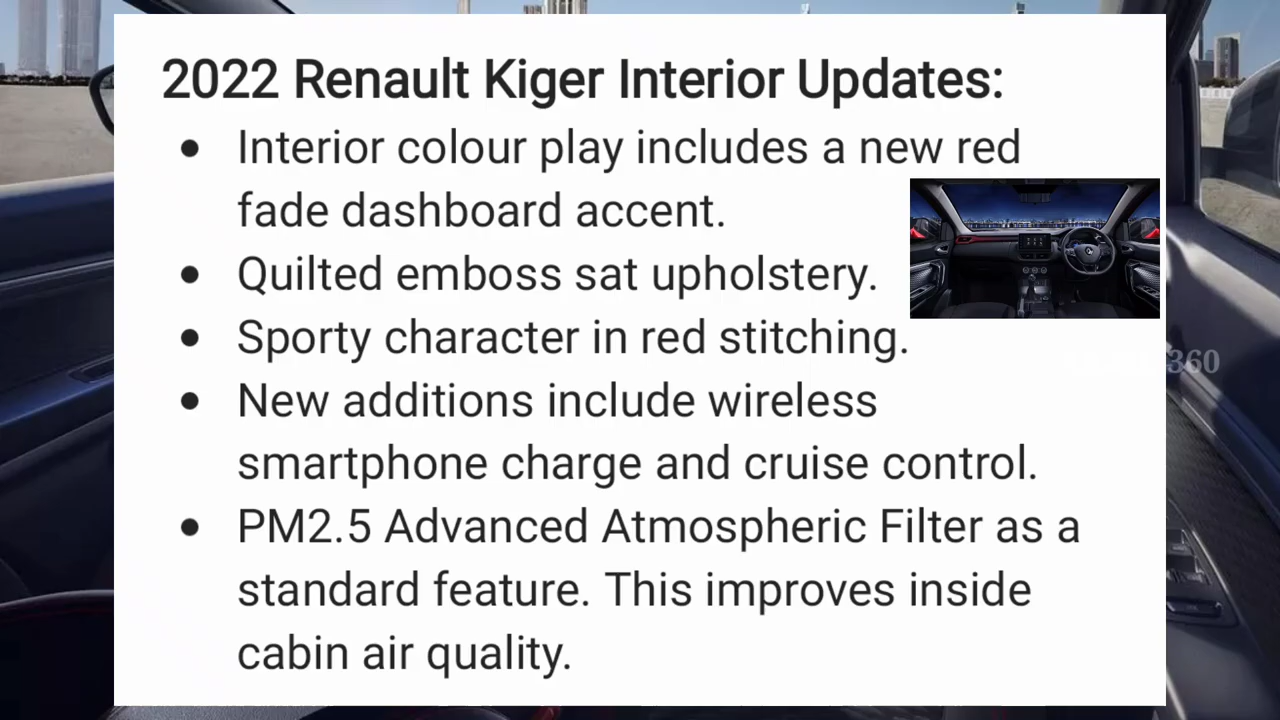 2022 Renault Kiger Interior Updates:
• Interior colour play includes a new red
fade dashboard accent.
• Quilted emboss sat upholstery.
• Sporty character in red stitching.
• New additions include wireless
smartphone charge and cruise control.
• PM2.5 Advanced Atmospheric Filter as a
standard feature. This improves inside
cabin air quality.
360